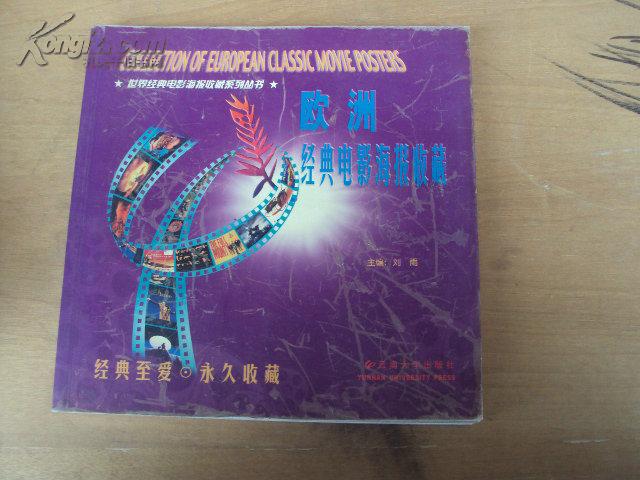 Kongfz.com
TION OF EUROPEAN CLASSIC MOVIE POSTERS
★ 世界经典电影海报收藏系列丛书 ★
欧洲
经典电影海报收藏
主编：刘 雨
经典至爱 永久收藏
云南大学出版社
YUNNAN UNIVERSITY PRESS